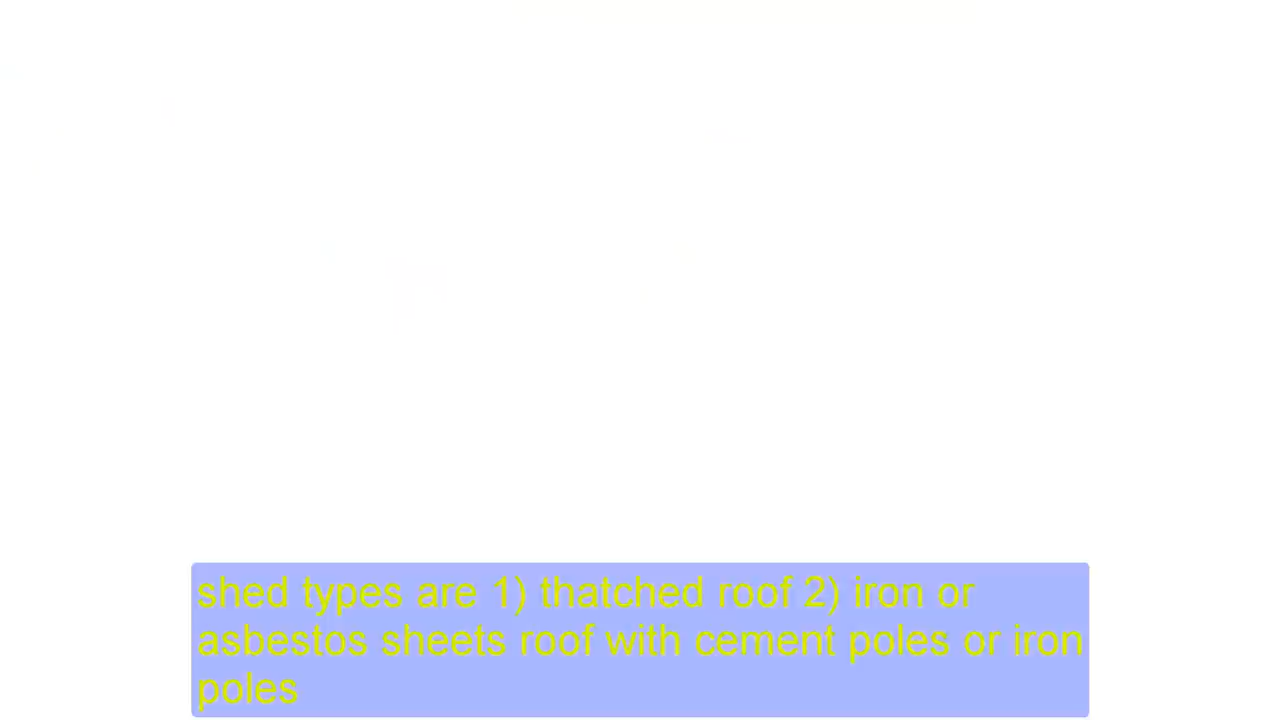 shed types are 1) thatched roof 2) iron or
asbestos sheets roof with cement poles or iron
poles